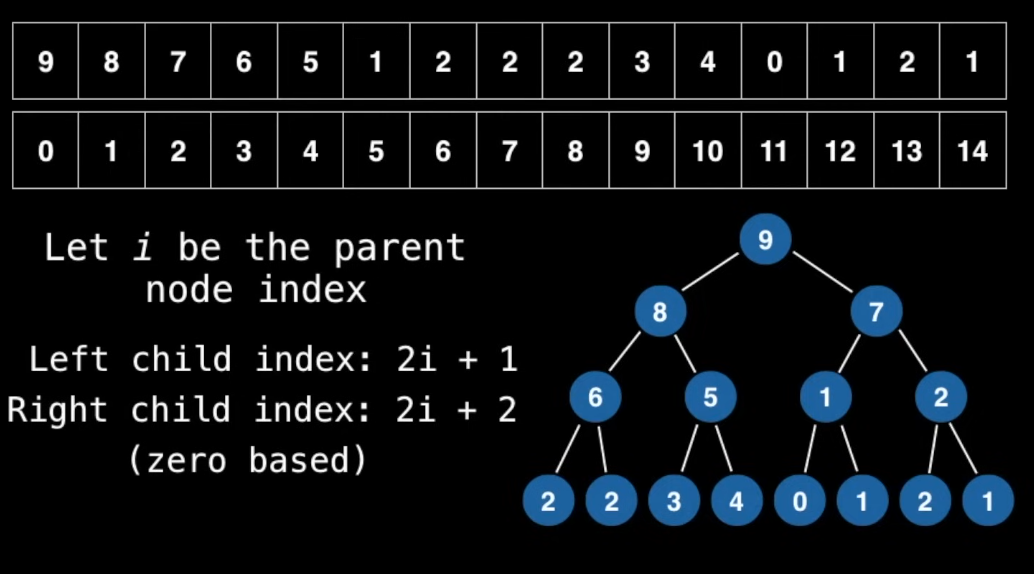 9 8 7 6 5 1 2 2 2 3 4 0 1 2 1
0 1 2 3 4 5 6 7 8 9 10 11 12 13 14
Let i be the parent
node index
Left child index: 2i + 1
Right child index: 2i + 2
(zero based)
9
8 7
6 5 1 2
2 2 3 4 0 1 2 1